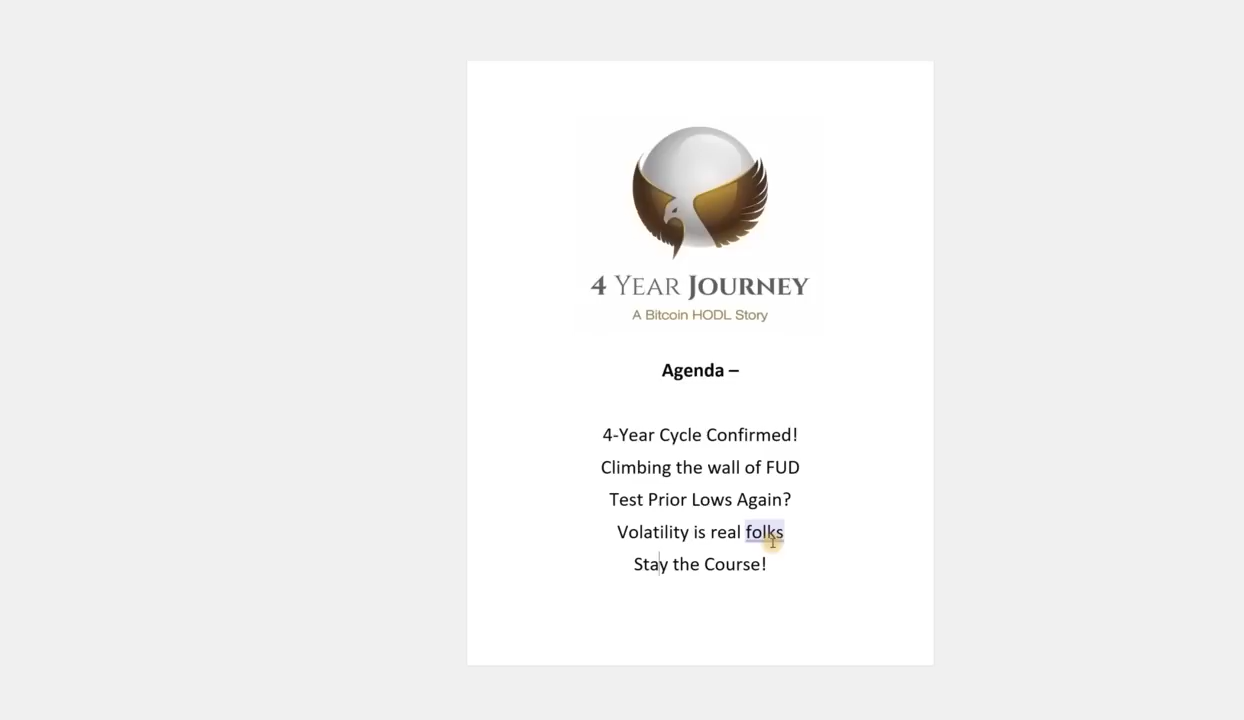 4 Year Journey
A Bitcoin HODL Story
Agenda –
4-Year Cycle Confirmed!
Climbing the wall of FUD
Test Prior Lows Again?
Volatility is real folks
Stay the Course!